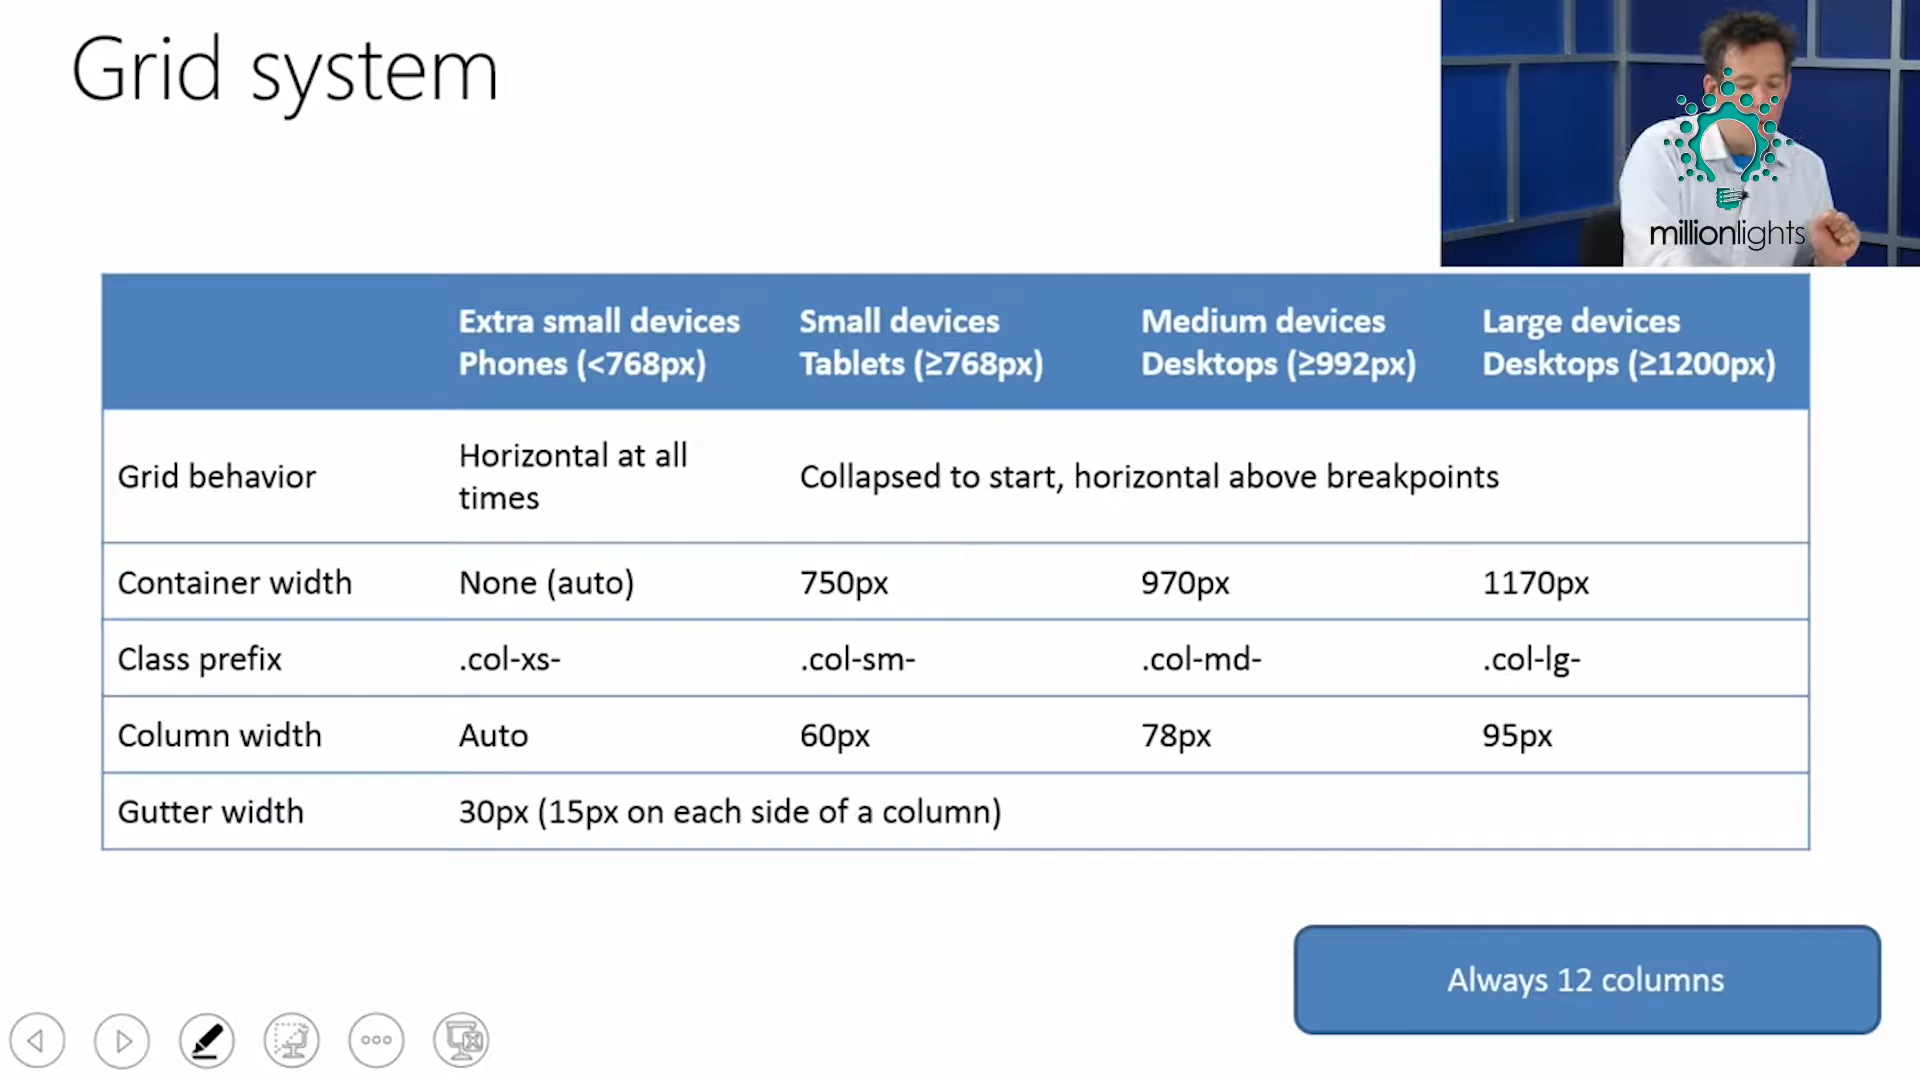 Grid system
millionlights
Extra small devices
Phones (<768px)
Small devices
Tablets (≥768px)
Medium devices
Desktops (≥992px)
Large devices
Desktops (≥1200px)
Grid behavior
Horizontal at all
times
Collapsed to start, horizontal above breakpoints
Container width
None (auto)
750px
970px
1170px
Class prefix
.col-xs-
.col-sm-
.col-md-
.col-lg-
Column width
Auto
60px
78px
95px
Gutter width
30px (15px on each side of a column)
Always 12 columns